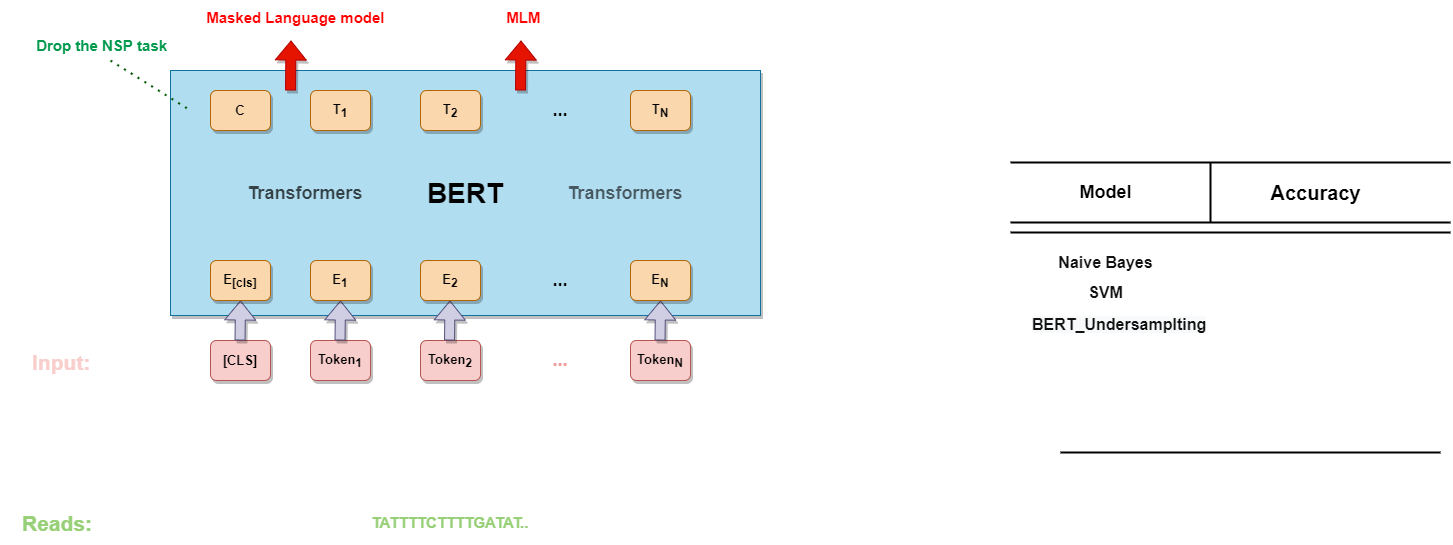 Masked Language model
MLM
Drop the NSP task
C
T1
T2
...
TN
Transformers
BERT
Transformers
E[cls]
E1
E2
...
EN
Input:
[CLS]
Token1
Token2
...
TokenN
Reads:
TATTTTCTTTTGATAT..
Model
Accuracy
Naive Bayes
SVM
BERT_Undersamplting